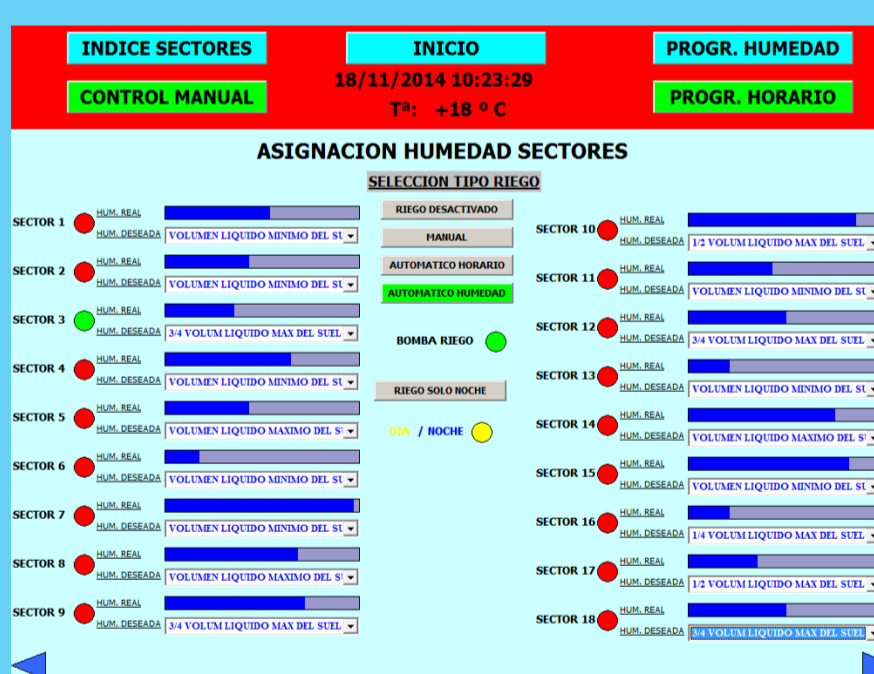 INDICE SECTORES
INICIO
PROGR. HUMEDAD
CONTROL MANUAL
18/11/2014 10:23:29
Tª: +18 º C
PROGR. HORARIO
ASIGNACION HUMEDAD SECTORES
SELECCION TIPO RIEGO
RIEGO DESACTIVADO
MANUAL
AUTOMATICO HORARIO
AUTOMATICO HUMEDAD
BOMBA RIEGO
RIEGO SOLO NOCHE
DIA / NOCHE
SECTOR 1
HUM. REAL
HUM. DESEADA
VOLUMEN LIQUIDO MINIMO DEL SU
SECTOR 2
HUM. REAL
HUM. DESEADA
VOLUMEN LIQUIDO MINIMO DEL SU
SECTOR 3
HUM. REAL
HUM. DESEADA
3/4 VOLUM LIQUIDO MAX DEL SUEL
SECTOR 4
HUM. REAL
HUM. DESEADA
VOLUMEN LIQUIDO MINIMO DEL SU
SECTOR 5
HUM. REAL
HUM. DESEADA
VOLUMEN LIQUIDO MAXIMO DEL S
SECTOR 6
HUM. REAL
HUM. DESEADA
VOLUMEN LIQUIDO MINIMO DEL SU
SECTOR 7
HUM. REAL
HUM. DESEADA
VOLUMEN LIQUIDO MINIMO DEL SU
SECTOR 8
HUM. REAL
HUM. DESEADA
VOLUMEN LIQUIDO MAXIMO DEL S
SECTOR 9
HUM. REAL
HUM. DESEADA
3/4 VOLUM LIQUIDO MAX DEL SUEL
SECTOR 10
HUM. REAL
HUM. DESEADA
1/2 VOLUM LIQUIDO MAX DEL SUEL
SECTOR 11
HUM. REAL
HUM. DESEADA
VOLUMEN LIQUIDO MINIMO DEL SU
SECTOR 12
HUM. REAL
HUM. DESEADA
3/4 VOLUM LIQUIDO MAX DEL SUEL
SECTOR 13
HUM. REAL
HUM. DESEADA
VOLUMEN LIQUIDO MINIMO DEL SU
SECTOR 14
HUM. REAL
HUM. DESEADA
VOLUMEN LIQUIDO MAXIMO DEL S
SECTOR 15
HUM. REAL
HUM. DESEADA
VOLUMEN LIQUIDO MINIMO DEL SU
SECTOR 16
HUM. REAL
HUM. DESEADA
1/4 VOLUM LIQUIDO MAX DEL SUEL
SECTOR 17
HUM. REAL
HUM. DESEADA
1/2 VOLUM LIQUIDO MAX DEL SUEL
SECTOR 18
HUM. REAL
HUM. DESEADA
3/4 VOLUM LIQUIDO MAX DEL SUEL